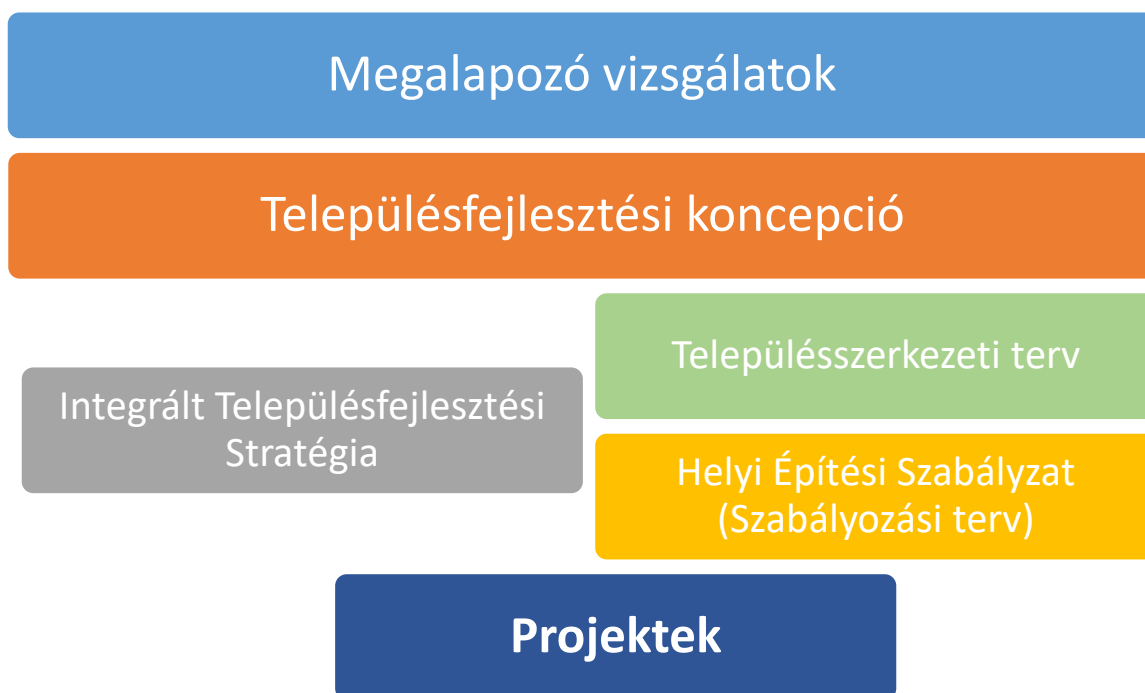 Megalapozó vizsgálatok
Településfejlesztési koncepció
Integrált Településfejlesztési
Stratégia
Településszerkezeti terv
Helyi Építési Szabályzat
(Szabályozási terv)
Projektek